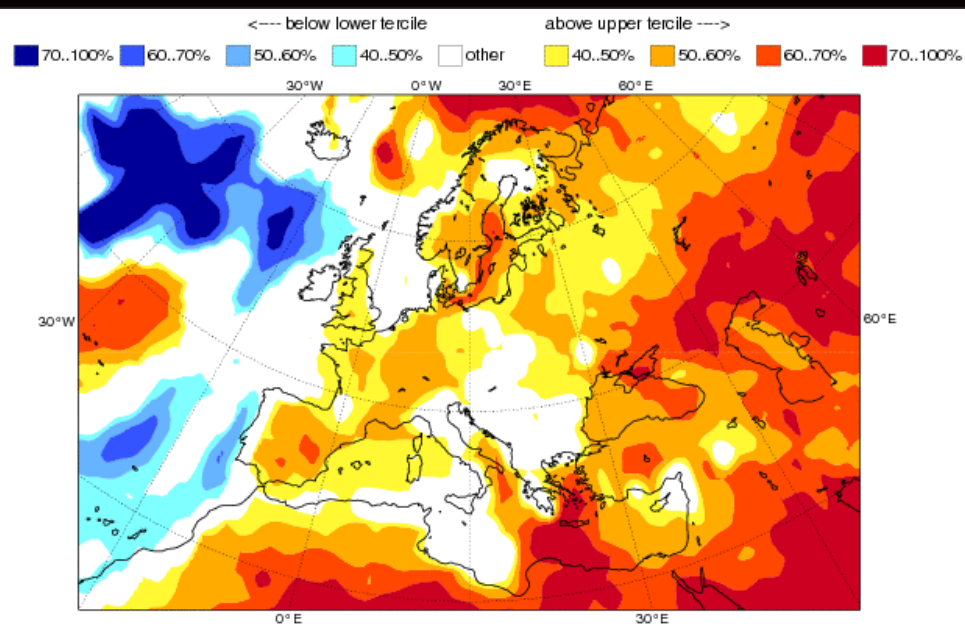 <---- below lower tercile above upper tercile ---->
70..100% 60..70% 50..60% 40..50% other 40..50% 50..60% 60..70% 70..100%
30°W 0°W 30°E 60°E
30°W 60°E
0°E 30°E